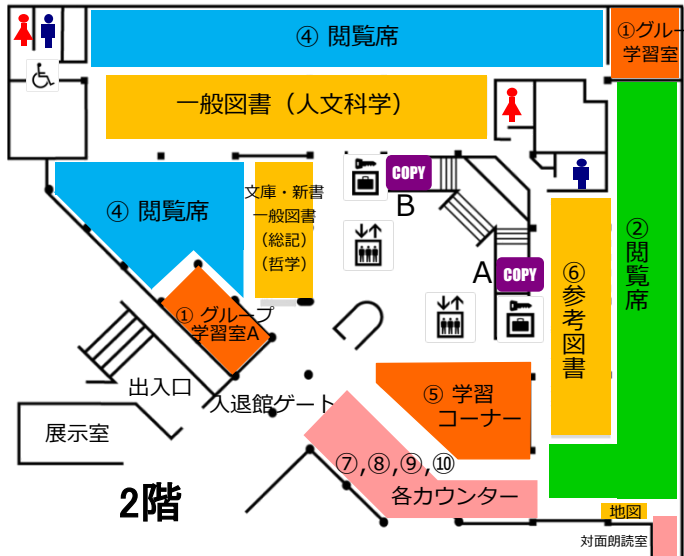 ④ 閲覧席
①グルー
学習室
一般図書（人文科学）
COPY
B
文庫・新書
一般図書
（総記）
（哲学）
④ 閲覧席
②閲覧席
A
COPY
⑥参考図書
① グループ
学習室A
出入口
入退館ゲート
⑤ 学習
コーナー
展示室
⑦,⑧,⑨,⑩
各カウンター
2階
地図
対面朗読室